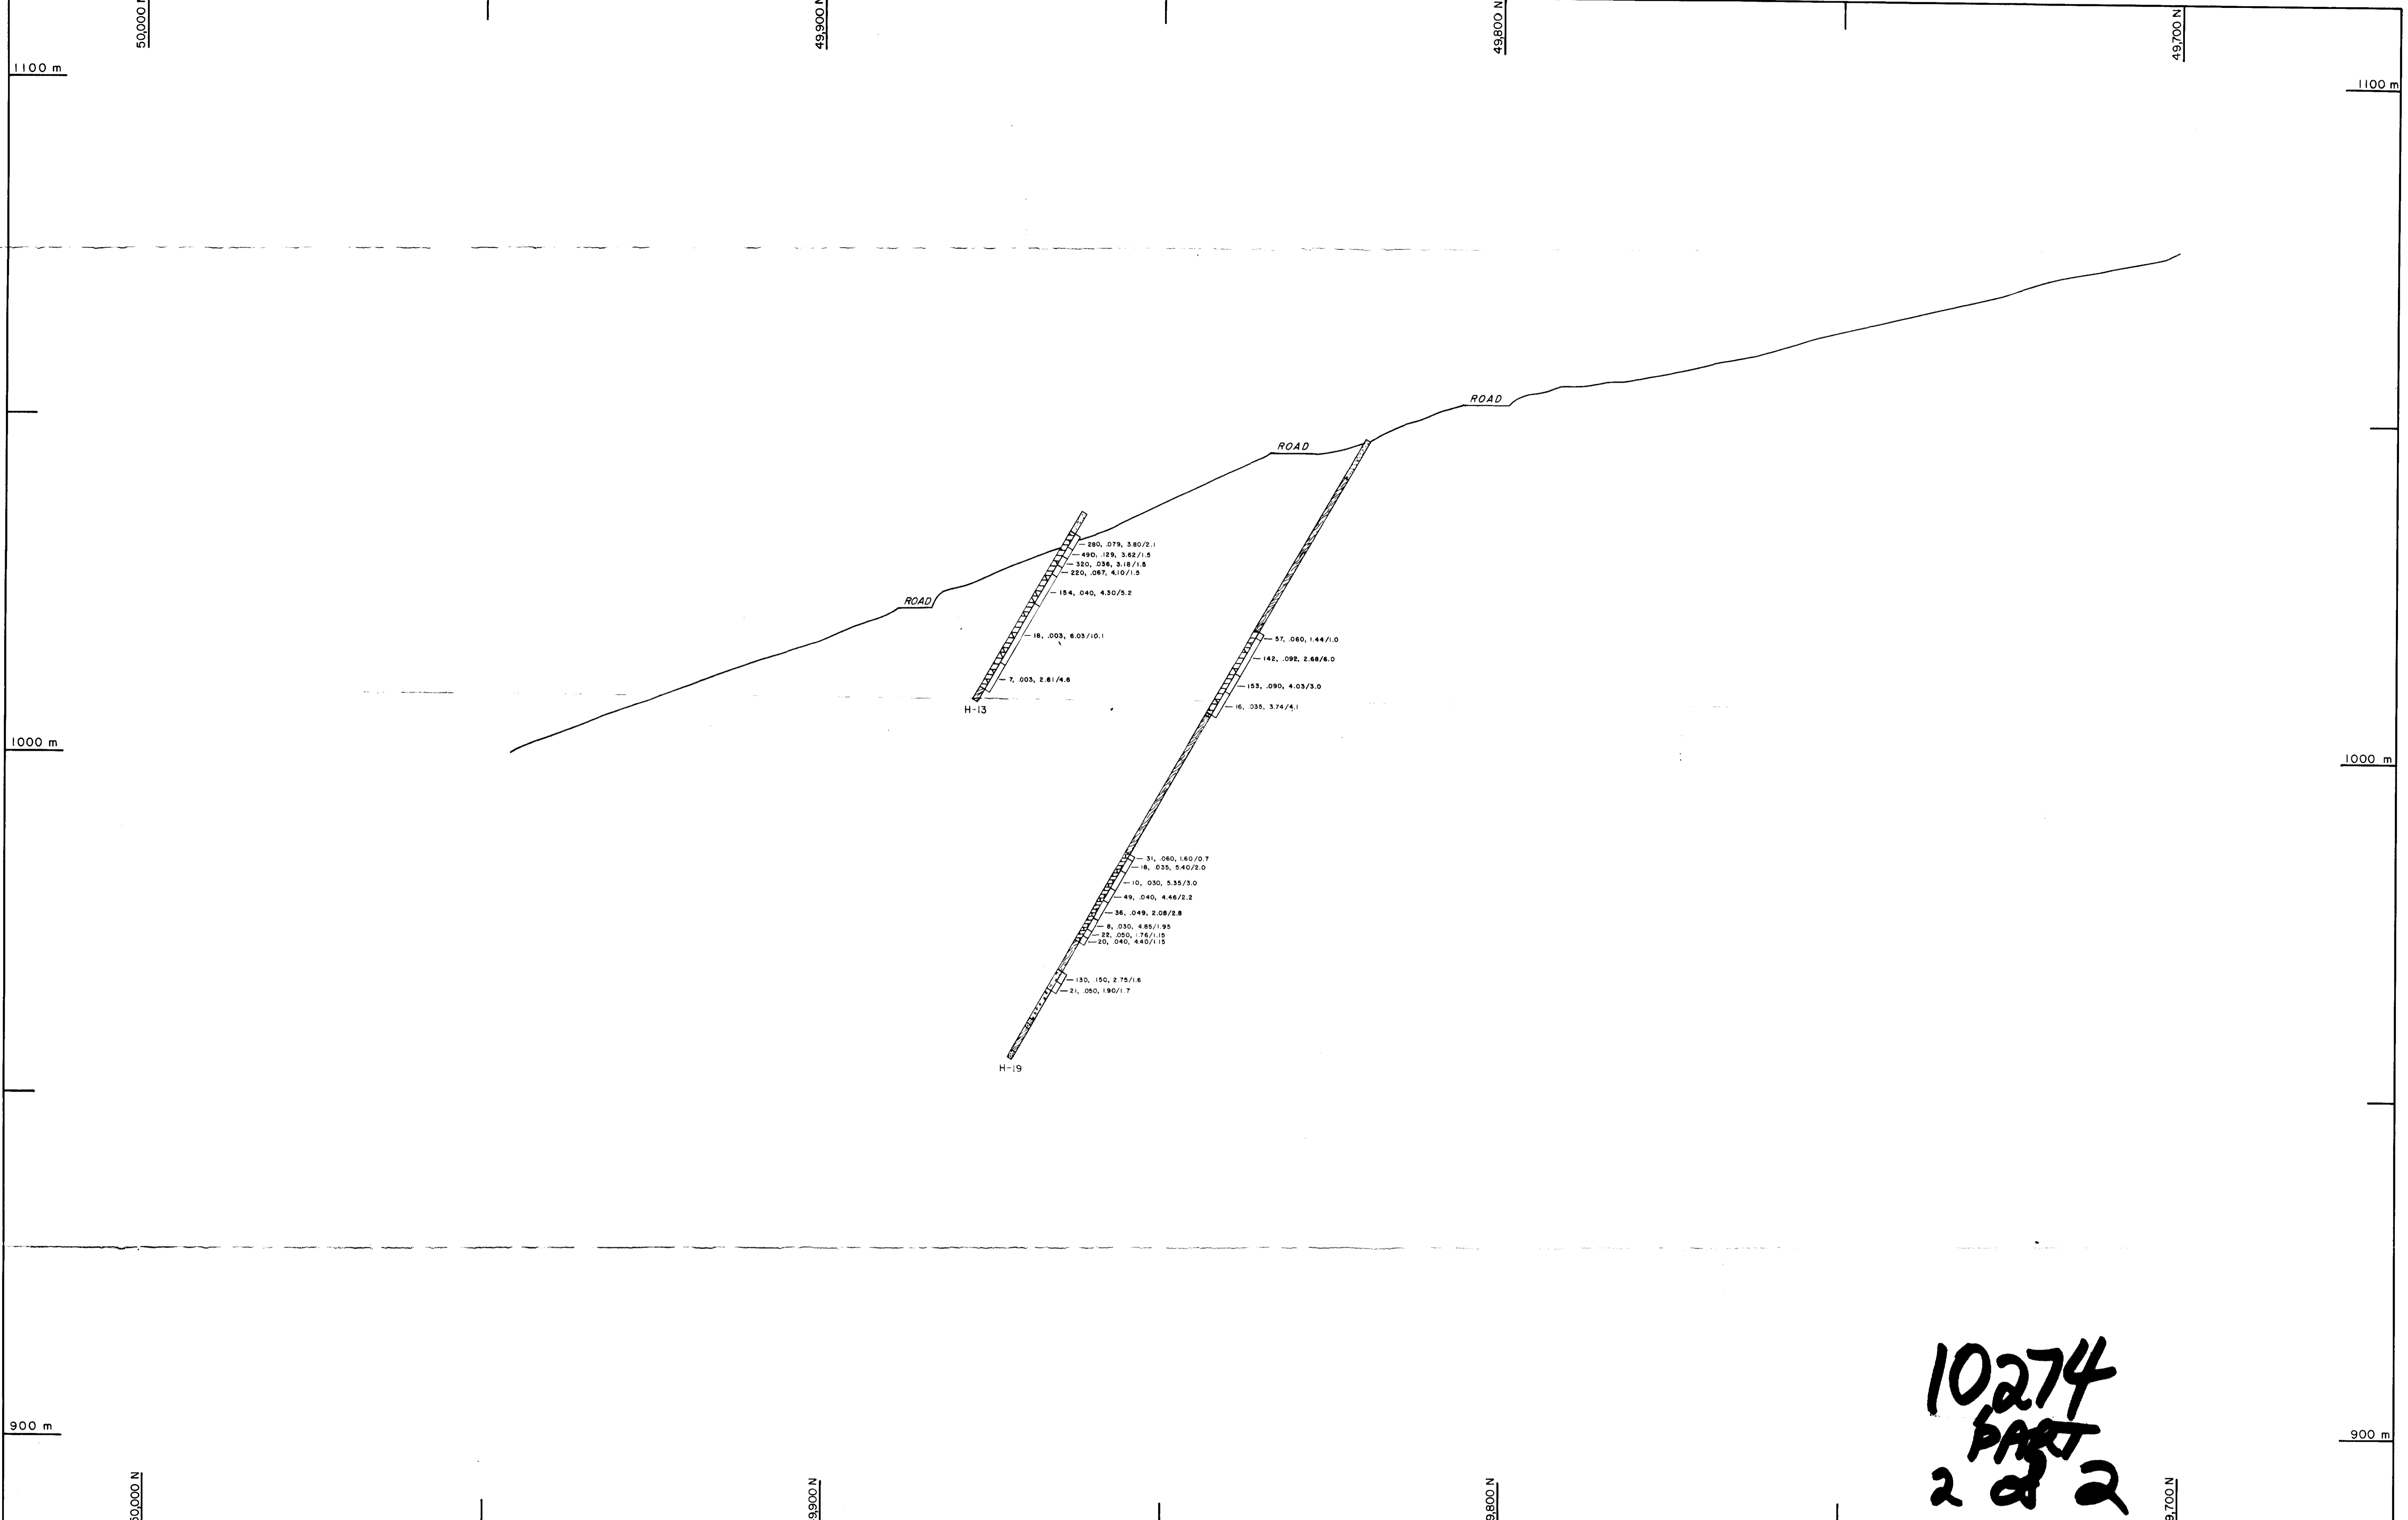 50,000 N
49,900 N
49,800 N
49,700 N
1100 m
1100 m
ROAD
ROAD
280, .079, 3.80/2.1
490, .129, 3.62/1.5
320, .036, 3.18/1.5
220, .067, 4.10/1.5
154, .040, 4.30/5.2
ROAD
18, .003, 6.03/10.1
7, .003, 2.61/4.6
H-13
57, .060, 1.44/1.0
142, .092, 2.68/6.0
153, .090, 4.03/3.0
16, .035, 3.74/4.1
1000 m
1000 m
31, .060, 1.60/0.7
18, .035, 5.40/2.0
10, .030, 5.35/3.0
49, .040, 4.46/2.2
36, .049, 2.08/2.8
8, .030, 4.85/1.95
22, .050, 1.76/1.15
20, .040, 4.40/1.15
130, .150, 2.75/1.6
21, .050, 1.90/1.7
H-19
10274
PART
2 of 2
900 m
900 m
50,000 N
9,900 N
9,800 N
9,700 N